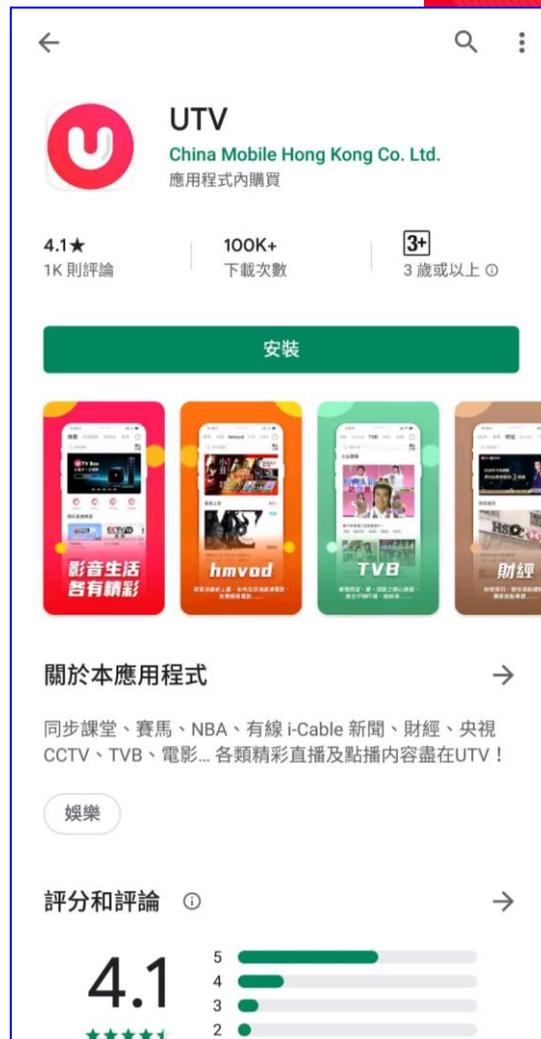 UTV
China Mobile Hong Kong Co. Ltd.
應用程式內購買
4.1★
1K 則評論
100K+
下載次數
3+
3 歲或以上
安裝
影音生活
各有精彩
hmvod
TVB
財經
關於本應用程式
同步課堂、賽馬、NBA、有線 i-Cable 新聞、財經、央視
CCTV、TVB、電影… 各類精彩直播及點播内容盡在UTV！
娛樂
評分和評論
4.1
5
4
3
2